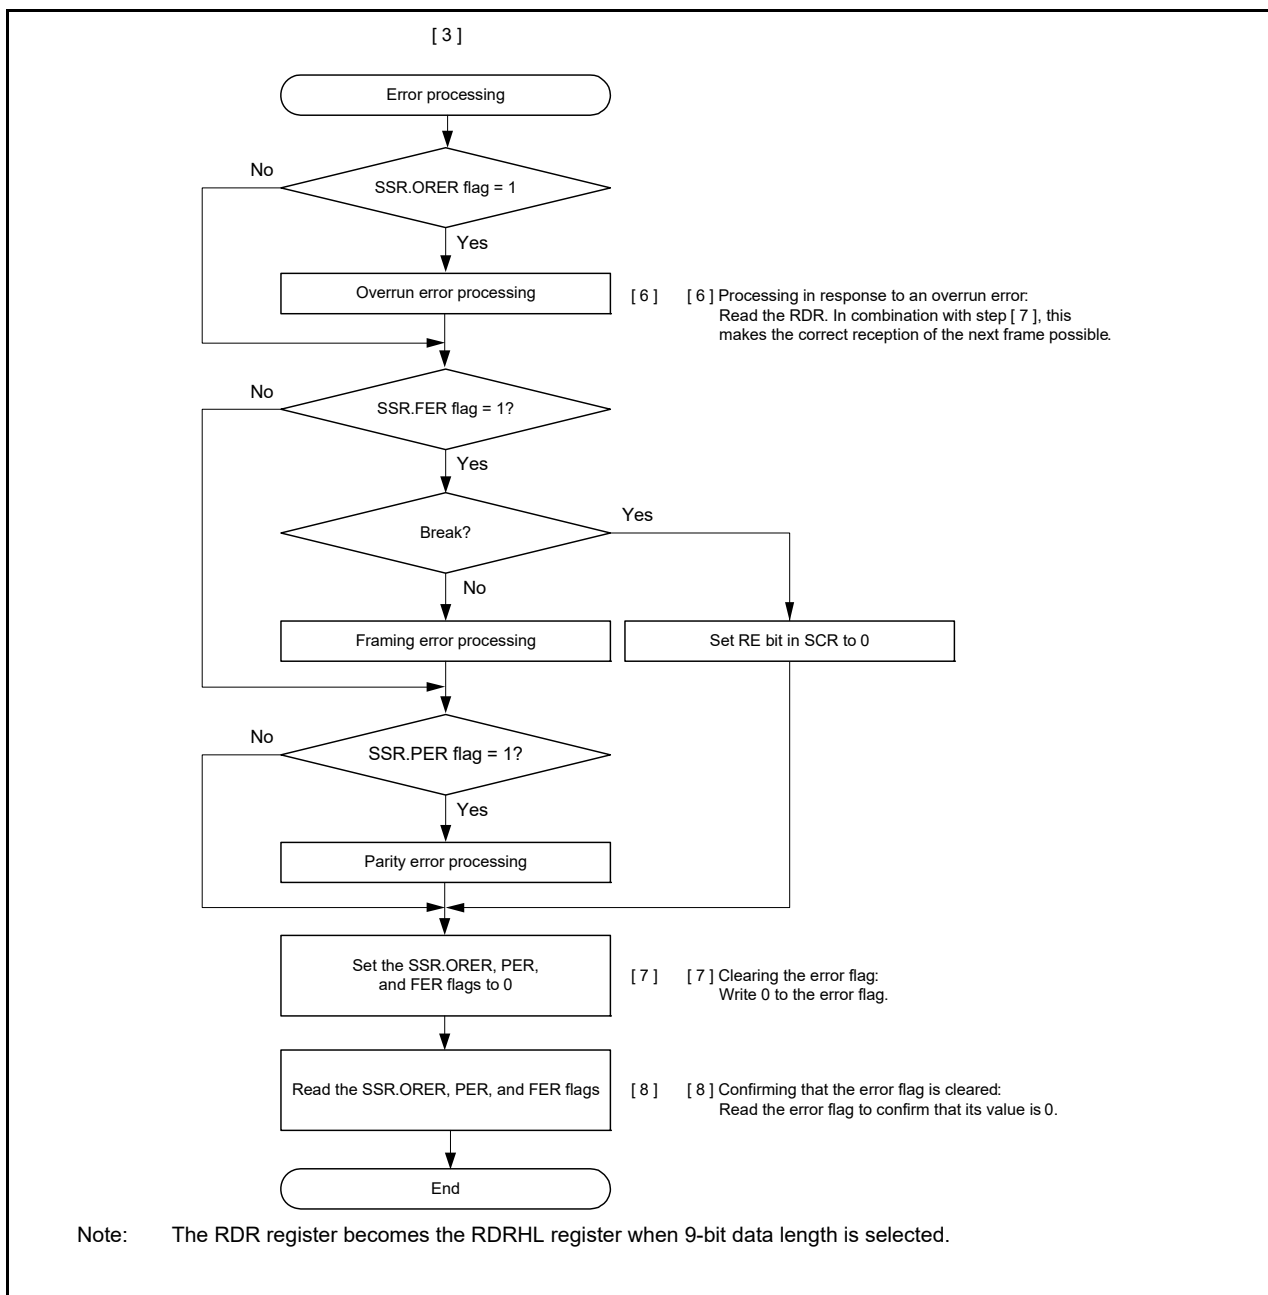 [ 3 ]
Error processing
No
SSR.ORER flag = 1
Yes
Overrun error processing
[ 6 ]
[ 6 ] Processing in response to an overrun error:
Read the RDR. In combination with step [ 7 ], this
makes the correct reception of the next frame possible.
No
SSR.FER flag = 1?
Yes
Break?
Yes
No
Framing error processing
Set RE bit in SCR to 0
No
SSR.PER flag = 1?
Yes
Parity error processing
Set the SSR.ORER, PER,
and FER flags to 0
[ 7 ]
[ 7 ] Clearing the error flag:
Write 0 to the error flag.
Read the SSR.ORER, PER, and FER flags
[ 8 ]
[ 8 ] Confirming that the error flag is cleared:
Read the error flag to confirm that its value is 0.
End
Note: The RDR register becomes the RDRHL register when 9-bit data length is selected.